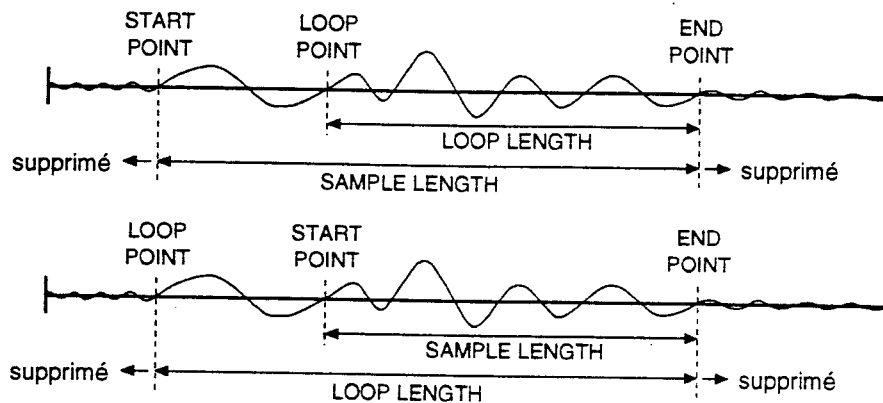 START POINT
LOOP POINT
END POINT
LOOP LENGTH
supprimé
supprimé
SAMPLE LENGTH
LOOP POINT
START POINT
END POINT
SAMPLE LENGTH
supprimé
supprimé
LOOP LENGTH